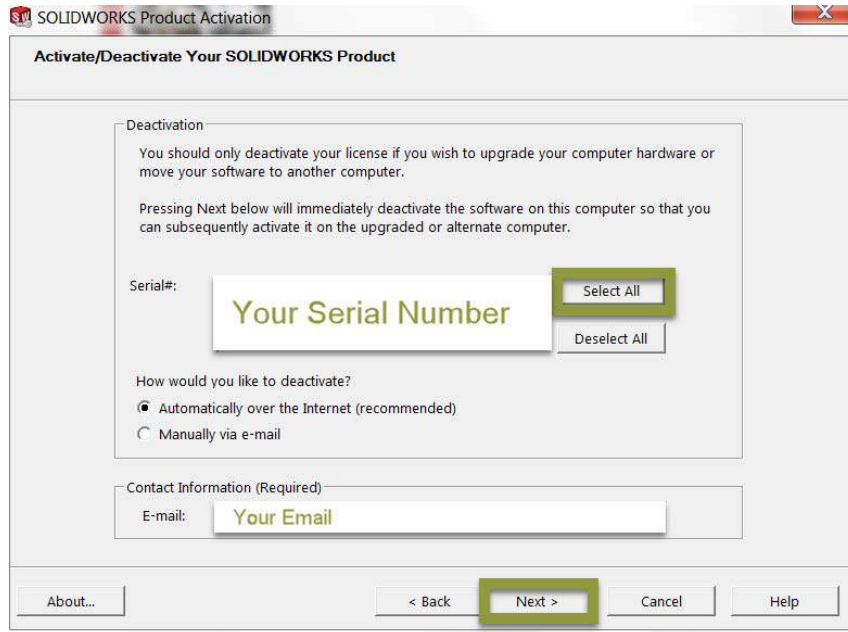 SOLIDWORKS Product Activation
Activate/Deactivate Your SOLIDWORKS Product
Deactivation
You should only deactivate your license if you wish to upgrade your computer hardware or
move your software to another computer.
Pressing Next below will immediately deactivate the software on this computer so that you
can subsequently activate it on the upgraded or alternate computer.
Serial#:
Your Serial Number
Select All
Deselect All
How would you like to deactivate?
Automatically over the Internet (recommended)
Manually via e-mail
Contact Information (Required)
E-mail:
Your Email
About...
< Back
Next >
Cancel
Help